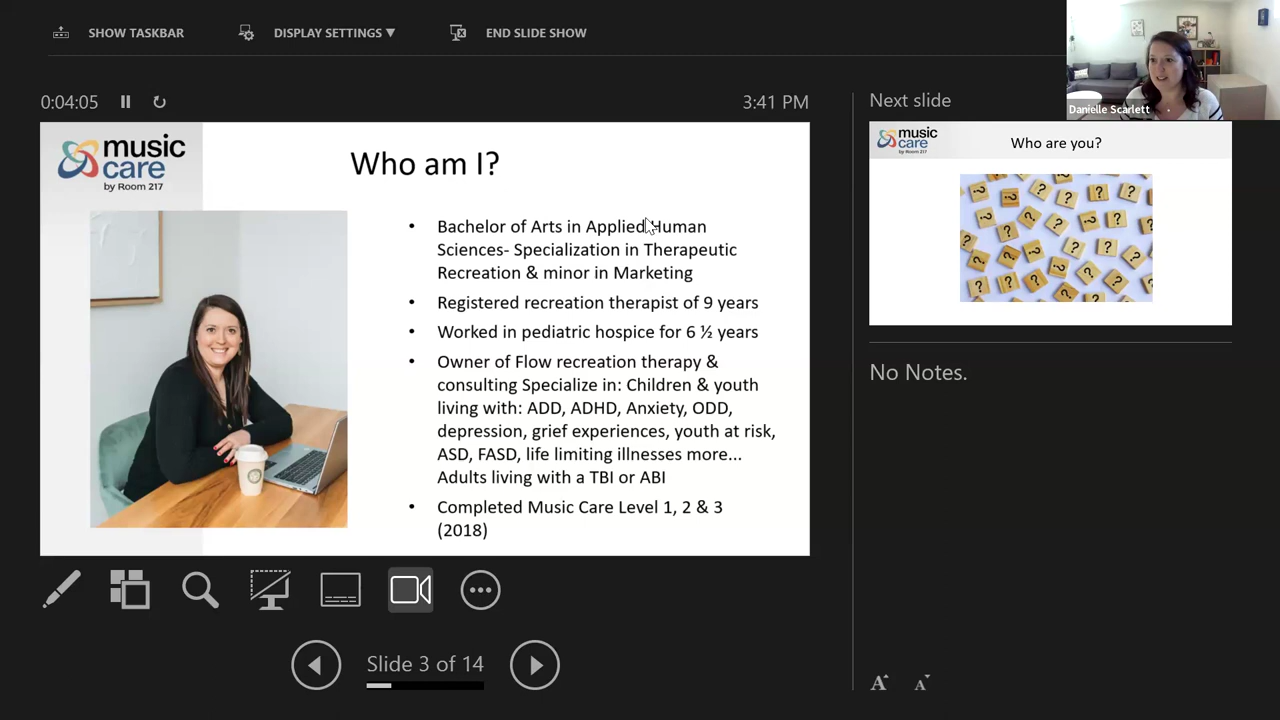 SHOW TASKBAR
DISPLAY SETTINGS ▼
END SLIDE SHOW
Danielle Scarlett
0:04:05
3:41 PM
Next slide
music
care
by Room 217
Who am I?
• Bachelor of Arts in Applied Human
Sciences- Specialization in Therapeutic
Recreation & minor in Marketing
• Registered recreation therapist of 9 years
• Worked in pediatric hospice for 6 ½ years
• Owner of Flow recreation therapy &
consulting Specialize in: Children & youth
living with: ADD, ADHD, Anxiety, ODD,
depression, grief experiences, youth at risk,
ASD, FASD, life limiting illnesses more...
Adults living with a TBI or ABI
• Completed Music Care Level 1, 2 & 3
(2018)
music
care
by Room 217
Who are you?
? ? ? ? ? ? ? ? ? ? ? ? ? ? ? ? ? ? ? ? ? ? ? ?
No Notes.
Slide 3 of 14
A A